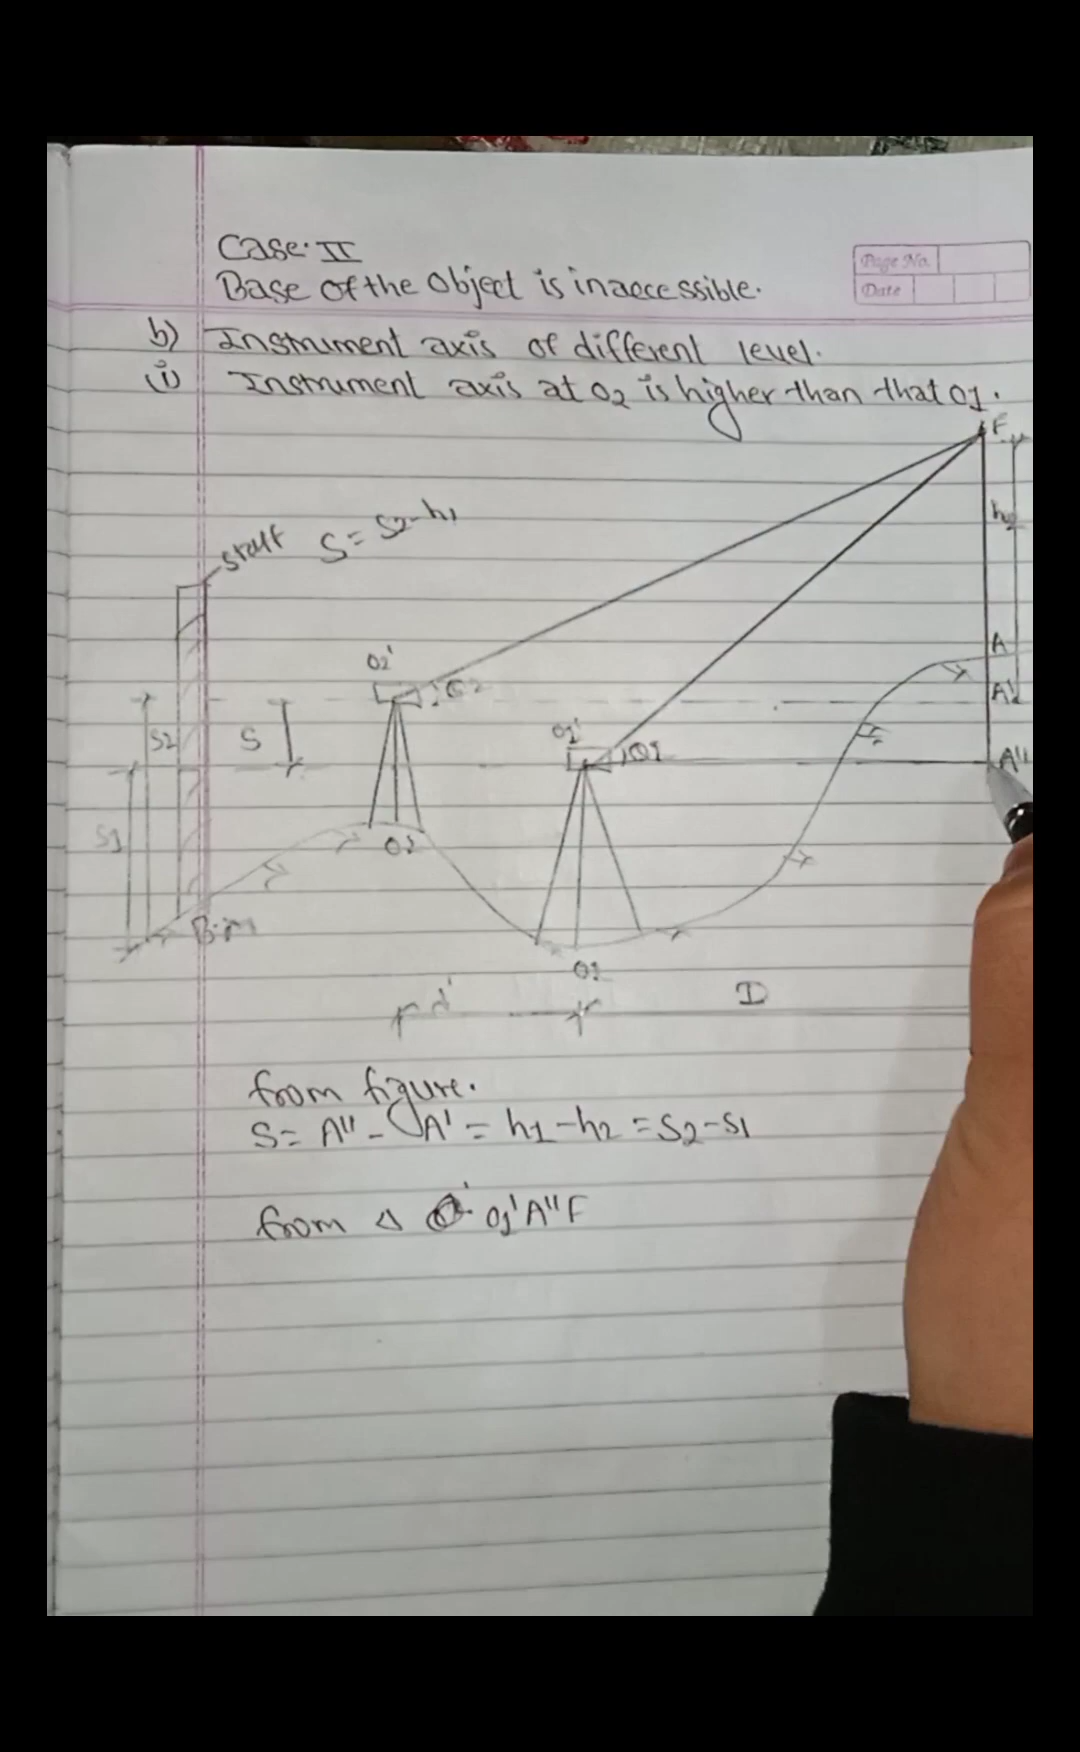 Case: II
Base of the object is inaccessible.
Page No.
Date
b) Instrument axis of different level.
(i) Instrument axis at O2 is higher than that O1.
F
staff
S = S2-h1
h2
A
O2'
A'
S2
S
O1'
A"
S1
O2
B.M
O1
d
D
from figure.
S = A" - A' = h1 - h2 = S2 - S1
from Δ O1'A"F